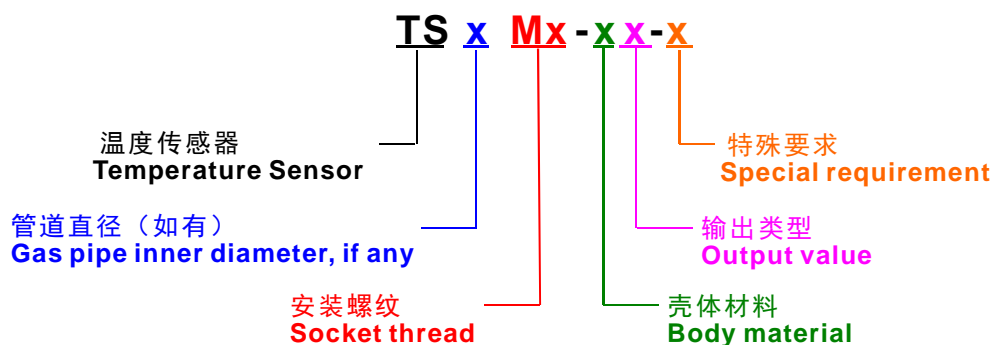 TS x Mx-xx-x
温度传感器
Temperature Sensor
特殊要求
Special requirement
管道直径（如有）
Gas pipe inner diameter, if any
输出类型
Output value
安装螺纹
Socket thread
壳体材料
Body material